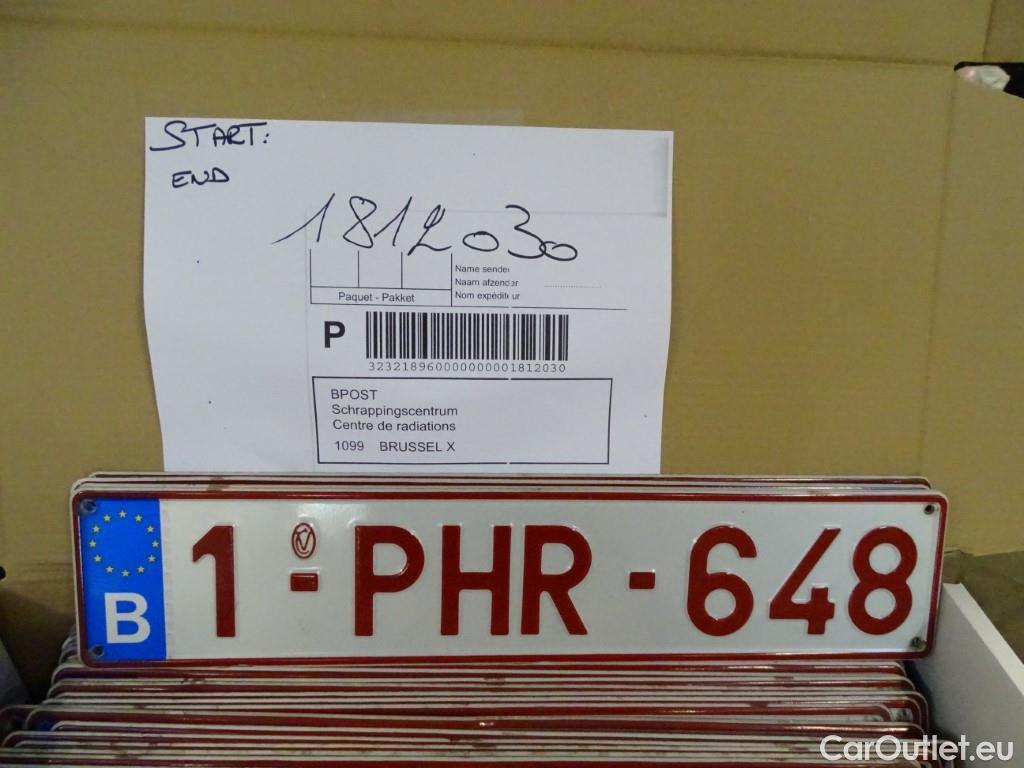 START:
END
1812030
Name sender
Naam afzender
Nom expéditeur
Paquet - Pakket
P
3232189600000000001812030
BPOST
Schrappingscentrum
Centre de radiations
1099 BRUSSEL X
B 1-PHR-648
CarOutlet.eu